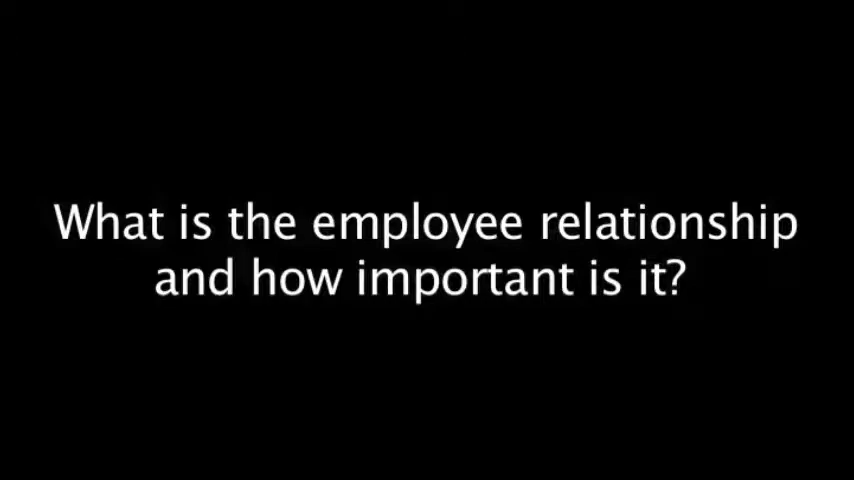 What is the employee relationship
and how important is it?